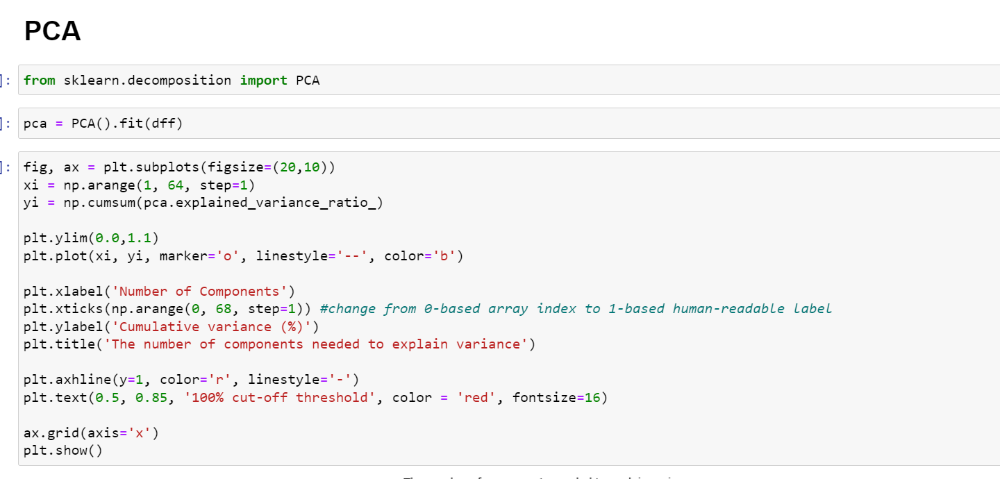 PCA
]:
from sklearn.decomposition import PCA
]:
pca = PCA().fit(dff)
]:
fig, ax = plt.subplots(figsize=(20,10))
xi = np.arange(1, 64, step=1)
yi = np.cumsum(pca.explained_variance_ratio_)
plt.ylim(0.0,1.1)
plt.plot(xi, yi, marker='o', linestyle='--', color='b')
plt.xlabel('Number of Components')
plt.xticks(np.arange(0, 68, step=1)) #change from 0-based array index to 1-based human-readable label
plt.ylabel('Cumulative variance (%)')
plt.title('The number of components needed to explain variance')
plt.axhline(y=1, color='r', linestyle='-')
plt.text(0.5, 0.85, '100% cut-off threshold', color = 'red', fontsize=16)
ax.grid(axis='x')
plt.show()